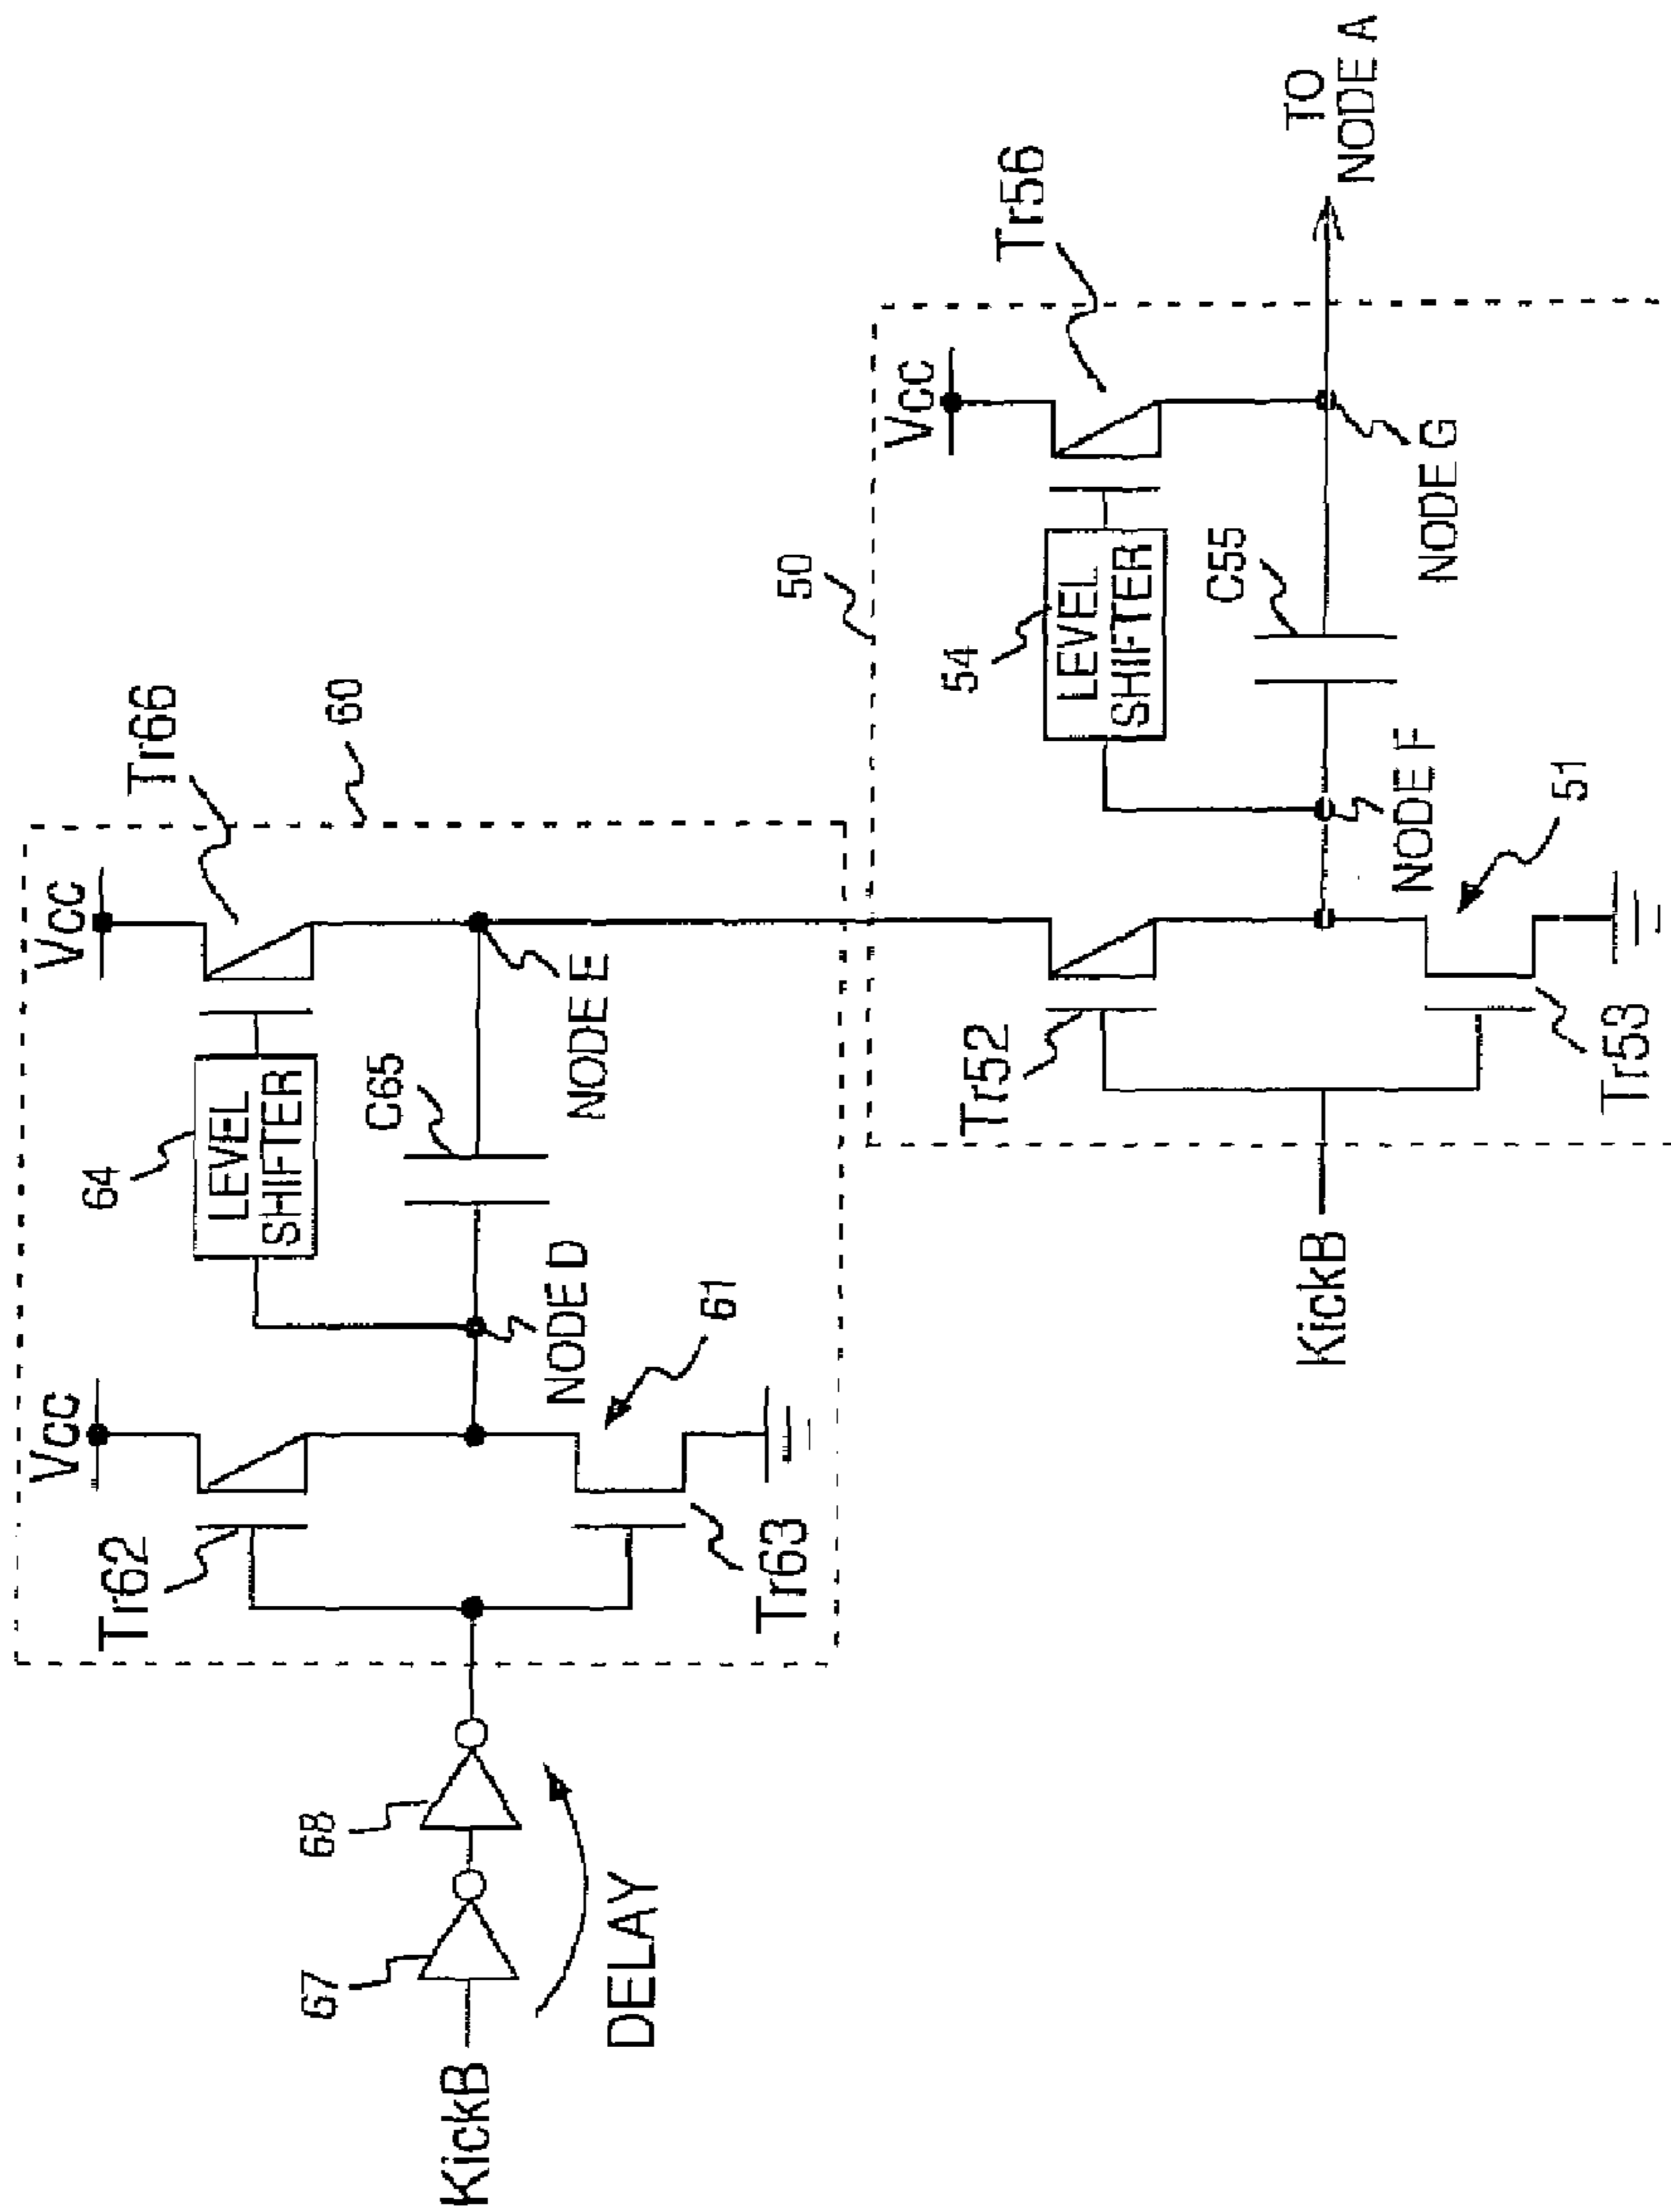 60
Vcc
Vcc
Tr66
Tr62
64
LEVEL
SHIFTER
C65
67
68
KickB
DELAY
NODE D
NODE E
61
Tr63
50
Vcc
Tr56
54
LEVEL
SHIFTER
C55
TO
NODE A
Tr52
KickB
NODE F
NODE G
51
Tr53